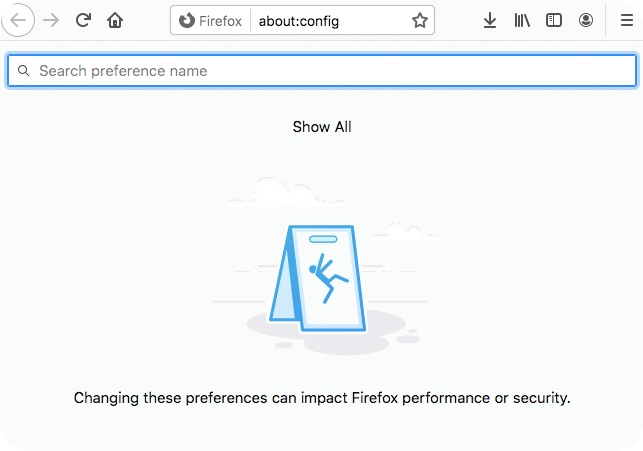 Firefox about:config
Search preference name
Show All
Changing these preferences can impact Firefox performance or security.